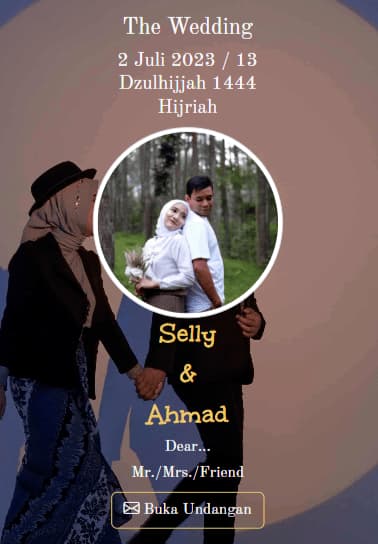 The Wedding
2 Juli 2023 / 13
Dzulhijjah 1444
Hijriah
Selly
&
Ahmad
Dear...
Mr./Mrs./Friend
Buka Undangan